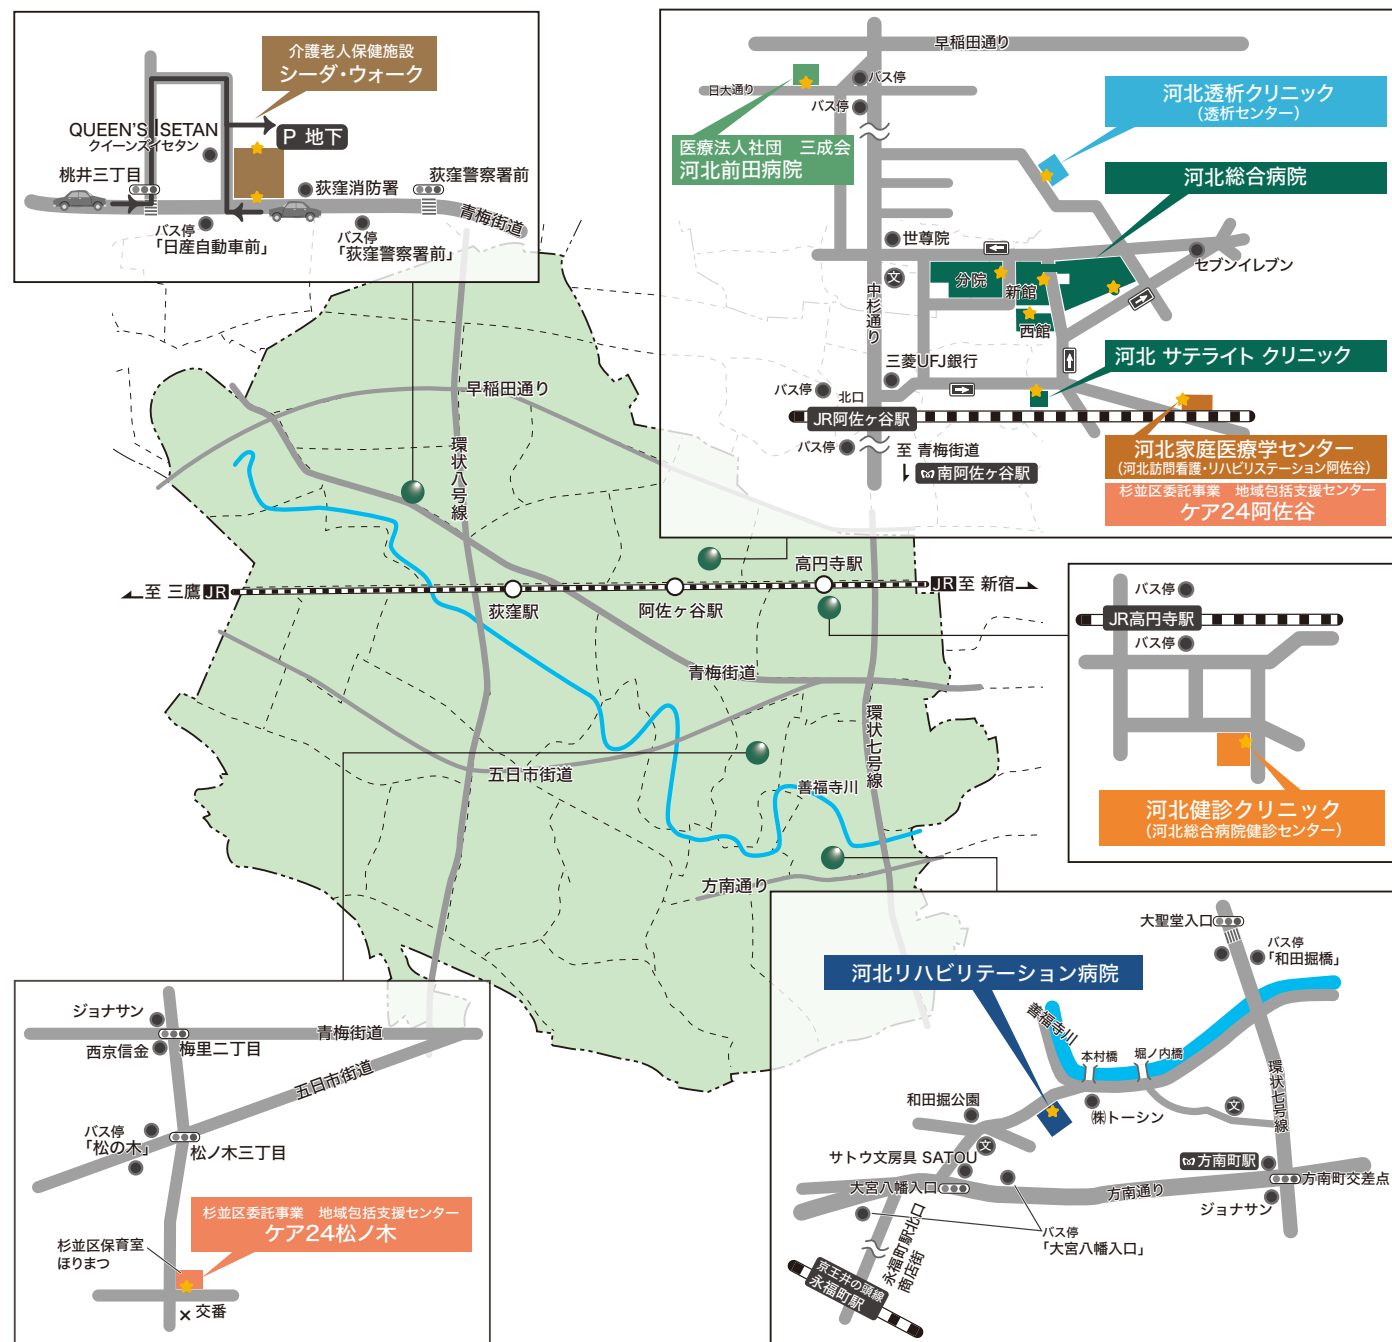 介護老人保健施設
シーダ・ウォーク
QUEEN'S ISETAN
クイーンズイセタン
P 地下
桃井三丁目
荻窪消防署
荻窪警察署前
青梅街道
バス停
「日産自動車前」
バス停
「荻窪警察署前」
早稲田通り
日大通り
バス停
バス停
医療法人社団 三成会
河北前田病院
河北透析クリニック
(透析センター)
河北総合病院
世尊院
セブンイレブン
文
分院
新館
西館
中杉通り
三菱UFJ銀行
河北 サテライト クリニック
バス停
北口
JR阿佐ヶ谷駅
バス停
至 青梅街道
南阿佐ヶ谷駅
河北家庭医療学センター
(河北訪問看護・リハビリステーション阿佐谷)
杉並区委託事業 地域包括支援センター
ケア24阿佐谷
早稲田通り
環状八号線
高円寺駅
至 三鷹 JR
JR 至 新宿
荻窪駅
阿佐ヶ谷駅
青梅街道
環状七号線
五日市街道
善福寺川
方南通り
バス停
JR高円寺駅
バス停
河北健診クリニック
(河北総合病院健診センター)
ジョナサン
青梅街道
西京信金
梅里二丁目
五日市街道
バス停
「松の木」
松ノ木三丁目
杉並区委託事業 地域包括支援センター
ケア24松ノ木
杉並区保育室
ほりまつ
× 交番
大聖堂入口
バス停
「和田堀橋」
河北リハビリテーション病院
善福寺川
本村橋
堀ノ内橋
環状七号線
和田掘公園
㈱トーシン
文
文
サトウ文房具 SATOU
方南町駅
大宮八幡入口
方南通り
方南町交差点
ジョナサン
バス停
「大宮八幡入口」
永福町駅北口
商店街
京王井の頭線
永福町駅